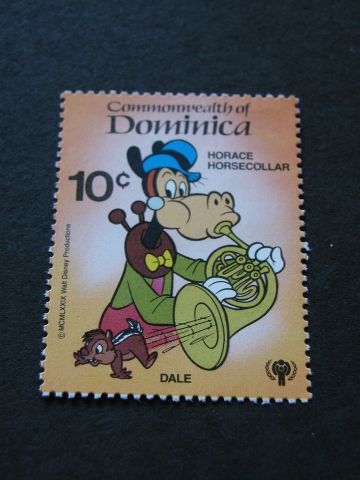 Commonwealth of
Dominica
HORACE
HORSECOLLAR
10¢
© MCMLXXIX Walt Disney Productions
DALE